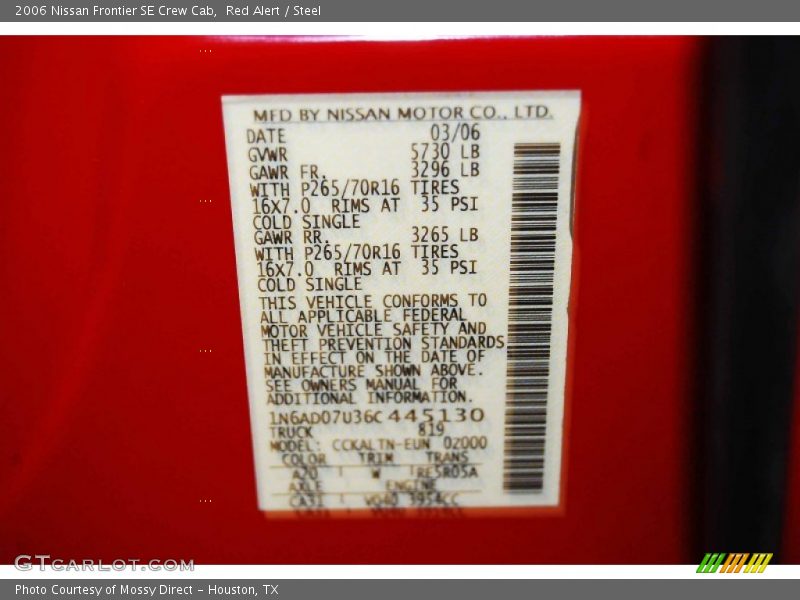 2006 Nissan Frontier SE Crew Cab,  Red Alert / Steel
MFD BY NISSAN MOTOR CO., LTD.
DATE 03/06
GVWR 5730 LB
GAWR FR. 3296 LB
WITH P265/70R16 TIRES
16X7.0 RIMS AT 35 PSI
COLD SINGLE
GAWR RR. 3265 LB
WITH P265/70R16 TIRES
16X7.0 RIMS AT 35 PSI
COLD SINGLE
THIS VEHICLE CONFORMS TO
ALL APPLICABLE FEDERAL
MOTOR VEHICLE SAFETY AND
THEFT PREVENTION STANDARDS
IN EFFECT ON THE DATE OF
MANUFACTURE SHOWN ABOVE.
SEE OWNERS MANUAL FOR
ADDITIONAL INFORMATION.
1N6AD07U36C445130
TRUCK 819
MODEL: CCKALTN-EUN 02000
COLOR TRIM TRANS
A20 W RE5R05A
AXLE ENGINE
CA31 VQ40 3954CC
GTCarLot.com
Photo Courtesy of Mossy Direct - Houston, TX